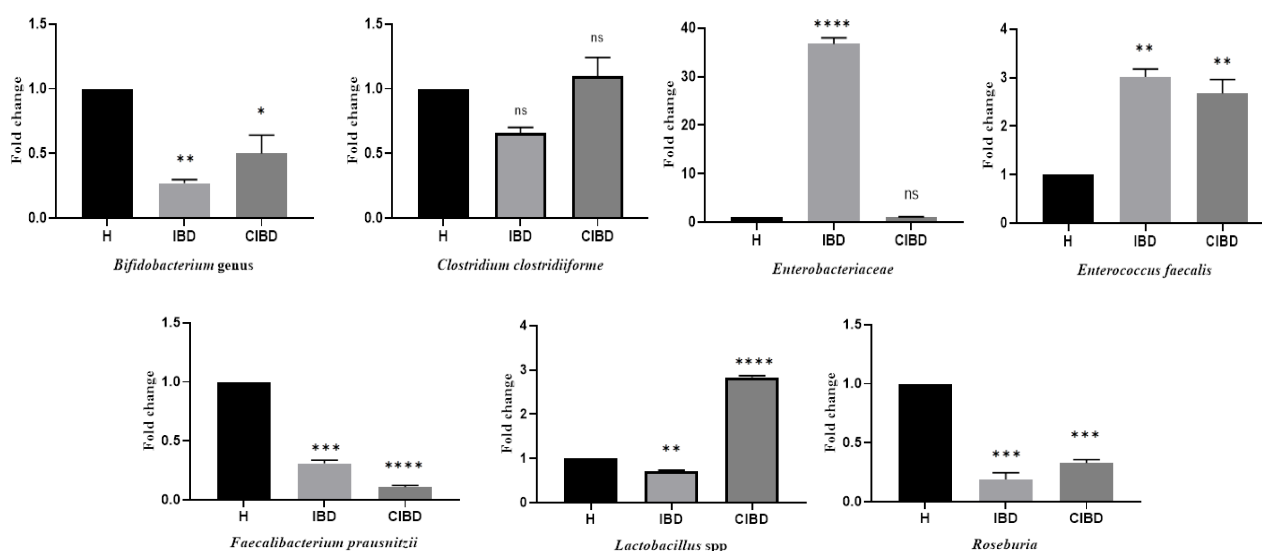 1.5
1.0
0.5
0.0
Fold change
**
*
H IBD CIBD
Bifidobacterium genus
1.5
1.0
0.5
0.0
Fold change
ns
ns
H IBD CIBD
Clostridium clostridiiforme
40
30
20
10
0
Fold change
****
ns
H IBD CIBD
Enterobacteriaceae
4
3
2
1
0
Fold change
**
**
H IBD CIBD
Enterococcus faecalis
1.5
1.0
0.5
0.0
Fold change
***
****
H IBD CIBD
Faecalibacterium prausnitzii
4
3
2
1
0
Fold change
**
****
H IBD CIBD
Lactobacillus spp
1.5
1.0
0.5
0.0
Fold change
***
***
H IBD CIBD
Roseburia